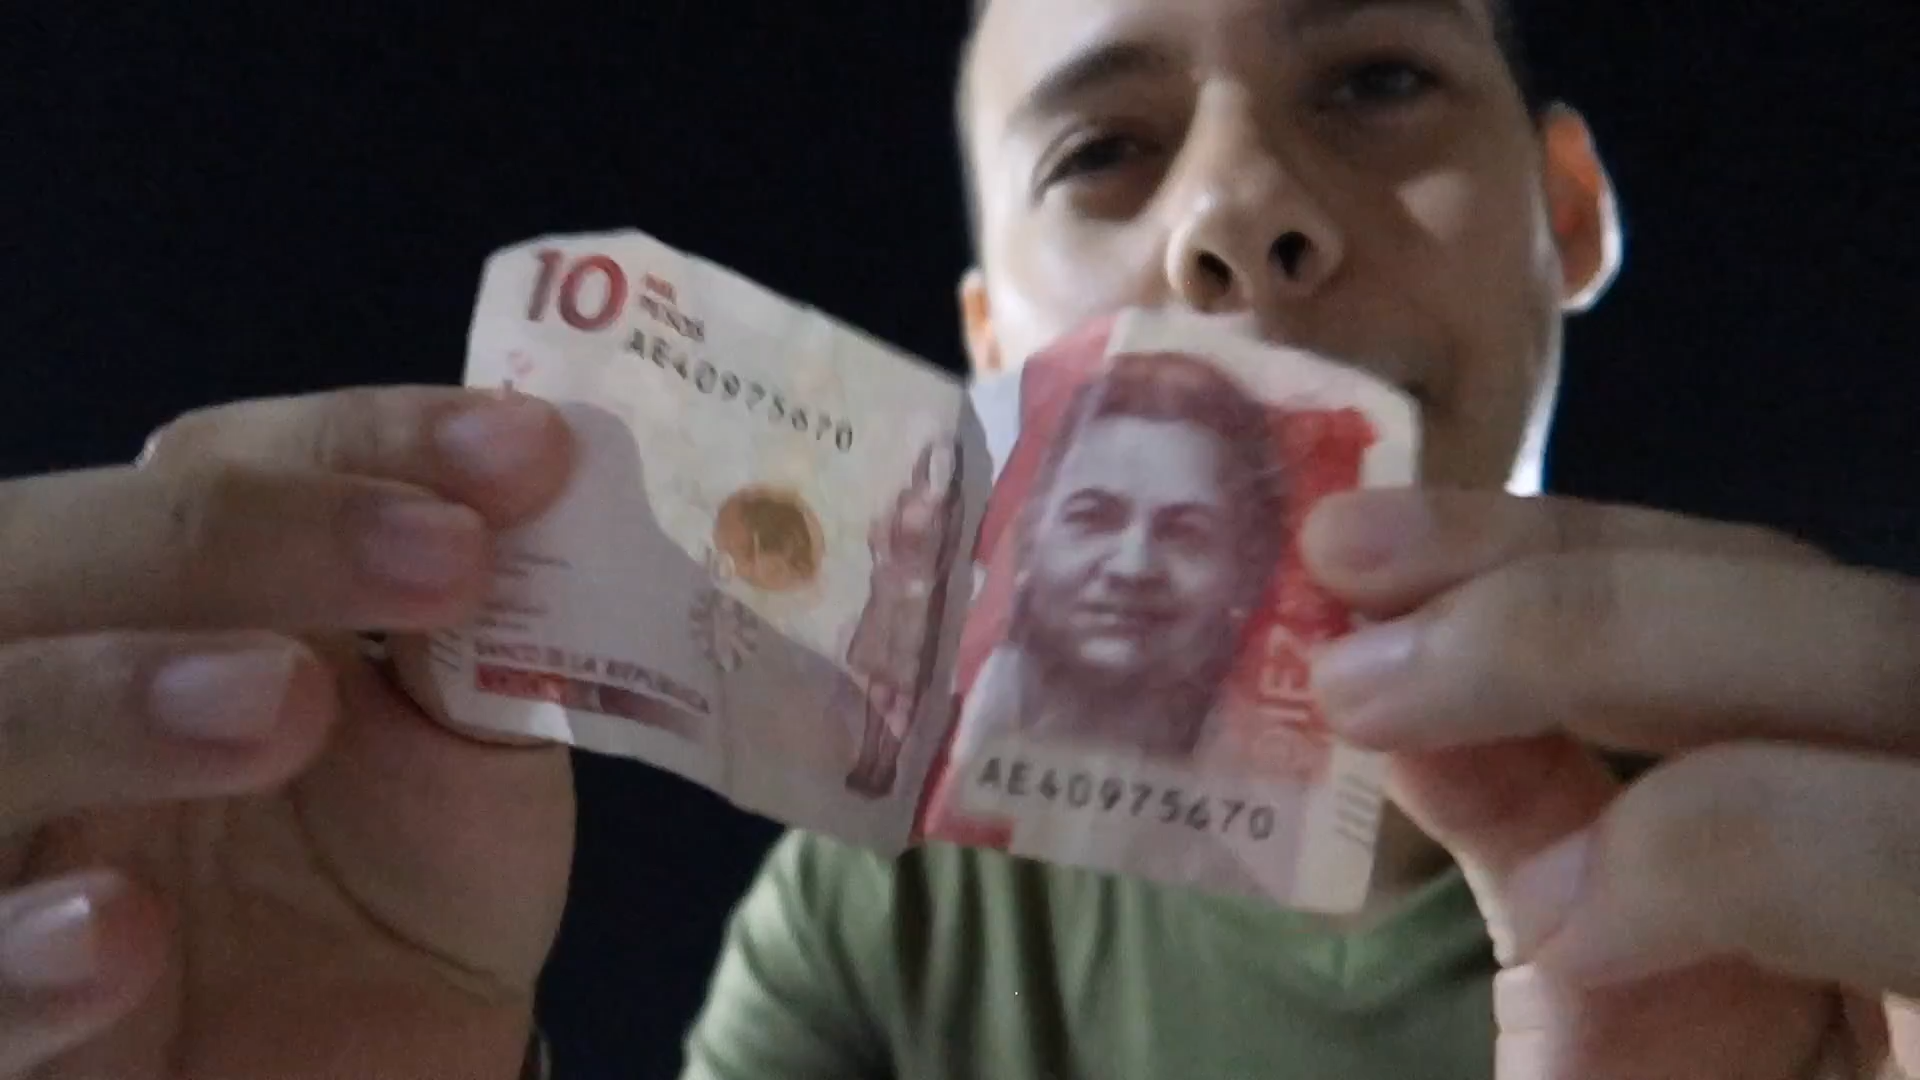 10 MIL
PESOS
AE40975670
BANCO DE LA REPÚBLICA
DIEZ
AE40975670